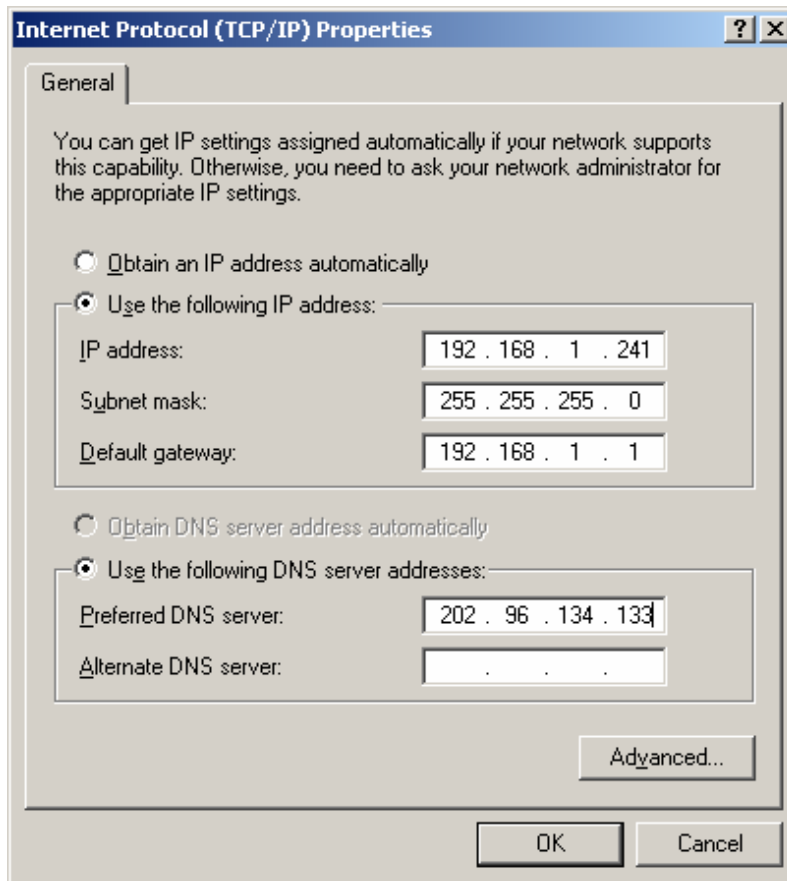 Internet Protocol (TCP/IP) Properties
General
You can get IP settings assigned automatically if your network supports
this capability. Otherwise, you need to ask your network administrator for
the appropriate IP settings.
Obtain an IP address automatically
Use the following IP address:
IP address: 192 . 168 . 1 . 241
Subnet mask: 255 . 255 . 255 . 0
Default gateway: 192 . 168 . 1 . 1
Obtain DNS server address automatically
Use the following DNS server addresses:
Preferred DNS server: 202 . 96 . 134 . 133
Alternate DNS server: . . .
Advanced...
OK Cancel